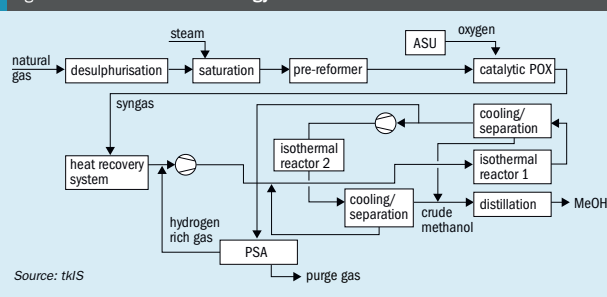 steam
ASU
oxygen
natural
gas
desulphurisation
saturation
pre-reformer
catalytic POX
syngas
cooling/
separation
isothermal
reactor 2
isothermal
reactor 1
heat recovery
system
cooling/
separation
crude
methanol
distillation
MeOH
hydrogen
rich gas
PSA
purge gas
Source: tkIS